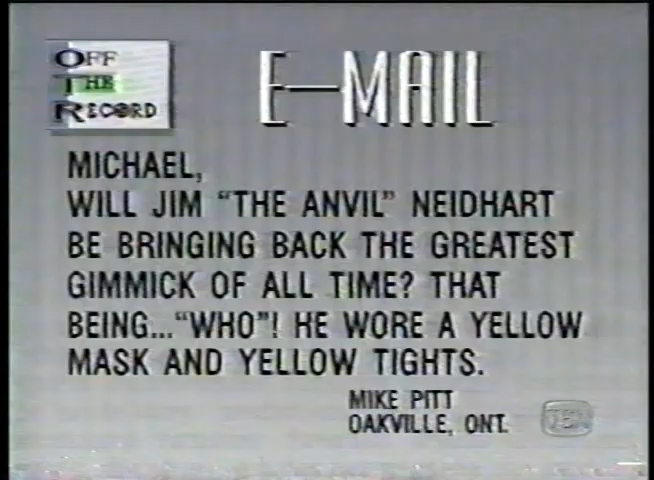 OFF
THE
RECORD
E-MAIL
MICHAEL,
WILL JIM "THE ANVIL" NEIDHART
BE BRINGING BACK THE GREATEST
GIMMICK OF ALL TIME? THAT
BEING..."WHO"! HE WORE A YELLOW
MASK AND YELLOW TIGHTS.
MIKE PITT
OAKVILLE, ONT.